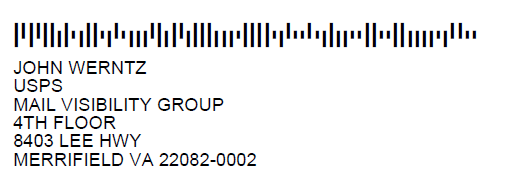 JOHN WERNTZ
USPS
MAIL VISIBILITY GROUP
4TH FLOOR
8403 LEE HWY
MERRIFIELD VA 22082-0002